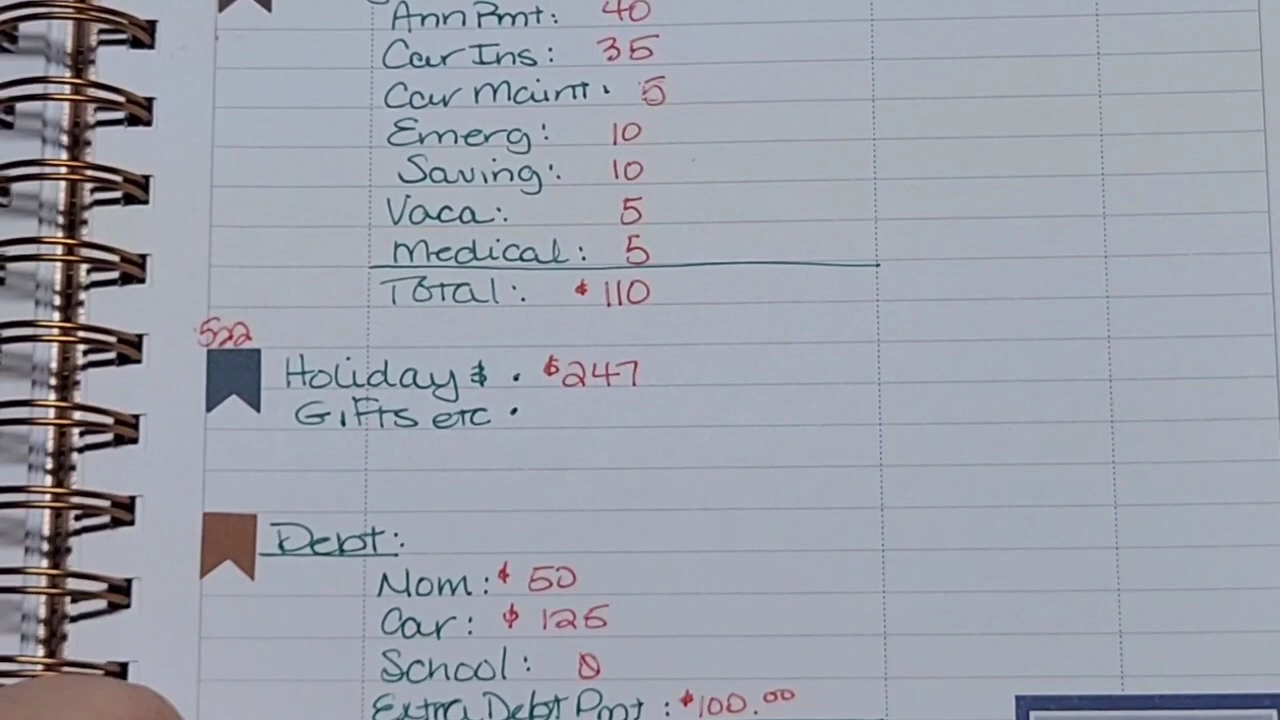 Ann Pmt: 40
Car Ins: 35
Car Maint: 5
Emerg: 10
Saving: 10
Vaca: 5
Medical: 5
Total: $110
522
Holiday $ : $247
Gifts etc
Debt:
Mom: $50
Car: $125
School: 0
Extra Debt Pmt: $100.00